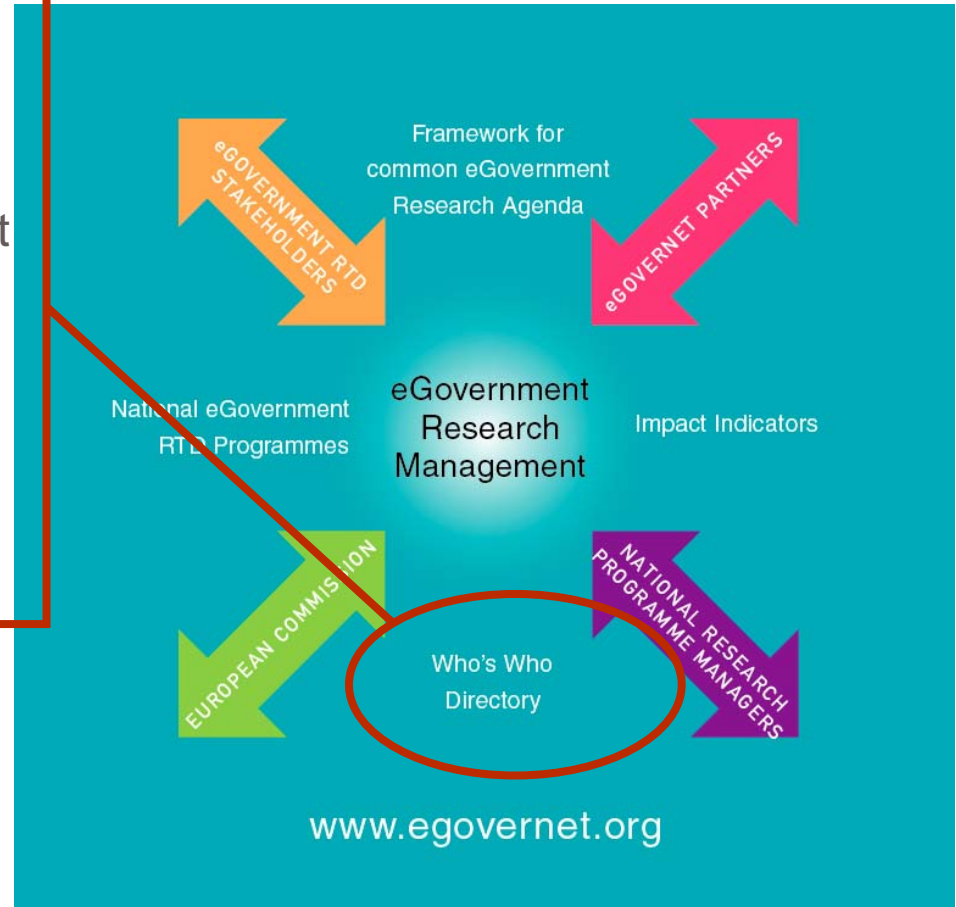 t
eGOVERNMENT RTD
STAKEHOLDERS
Framework for
common eGovernment
Research Agenda
eGOVERNET PARTNERS
National eGovernment
RTD Programmes
eGovernment
Research
Management
Impact Indicators
EUROPEAN COMMISSION
Who's Who
Directory
NATIONAL RESEARCH
PROGRAMME MANAGERS
www.egovernet.org